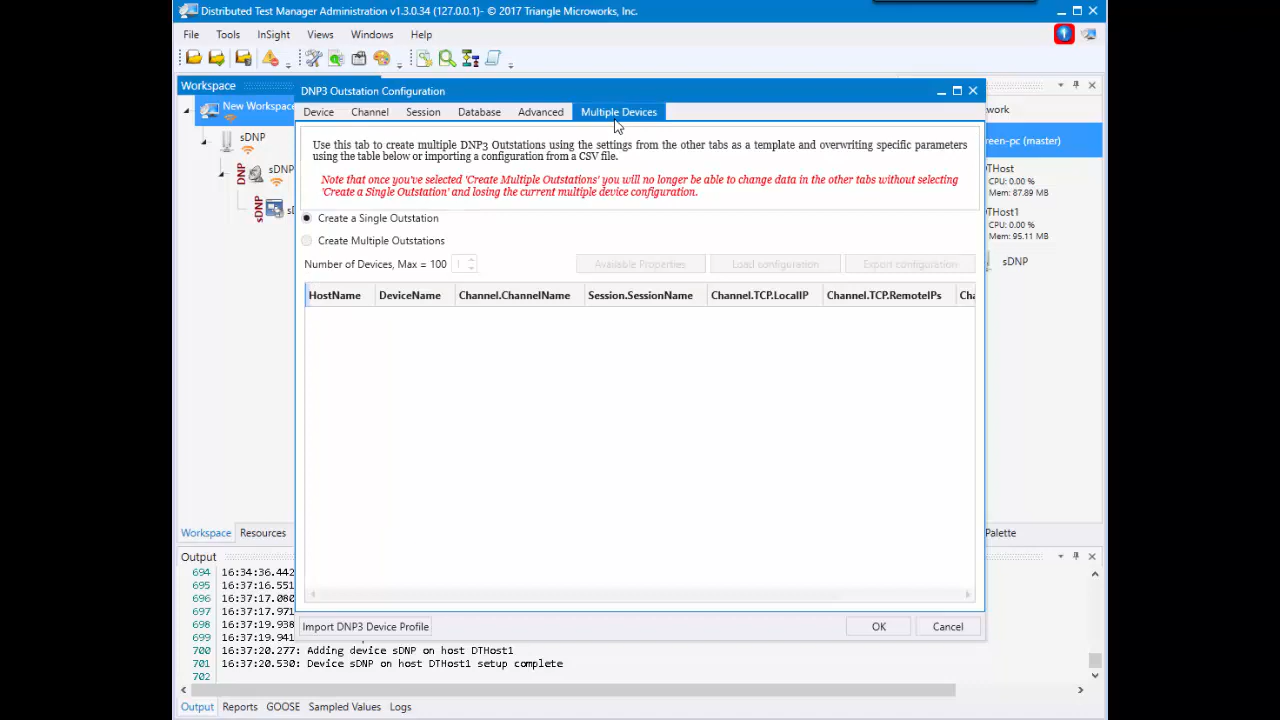 Distributed Test Manager Administration v1.3.0.34 (127.0.0.1)- © 2017 Triangle Microworks, Inc.
File Tools InSight Views Windows Help
Workspace
New Workspace
sDNP
DNP
sDNP
DNP3 Outstation Configuration
Device Channel Session Database Advanced Multiple Devices
Use this tab to create multiple DNP3 Outstations using the settings from the other tabs as a template and overwriting specific parameters
using the table below or importing a configuration from a CSV file.
Note that once you've selected 'Create Multiple Outstations' you will no longer be able to change data in the other tabs without selecting
'Create a Single Outstation' and losing the current multiple device configuration.
Create a Single Outstation
Create Multiple Outstations
Number of Devices, Max = 100 1 Available Properties Load configuration Export configuration
HostName DeviceName Channel.ChannelName Session.SessionName Channel.TCP.LocalIP Channel.TCP.RemoteIPs Cha
Import DNP3 Device Profile OK Cancel
work
reen-pc (master)
THost
CPU: 0.00 %
Mem: 87.89 MB
THost1
CPU: 0.00 %
Mem: 95.11 MB
sDNP
Workspace Resources
Palette
Output
694 16:34:36.442
695 16:37:16.551
696 16:37:17.080
697 16:37:17.971
698 16:37:19.938
699 16:37:19.941
700 16:37:20.277: Adding device sDNP on host DTHost1
701 16:37:20.530: Device sDNP on host DTHost1 setup complete
702
Output Reports GOOSE Sampled Values Logs